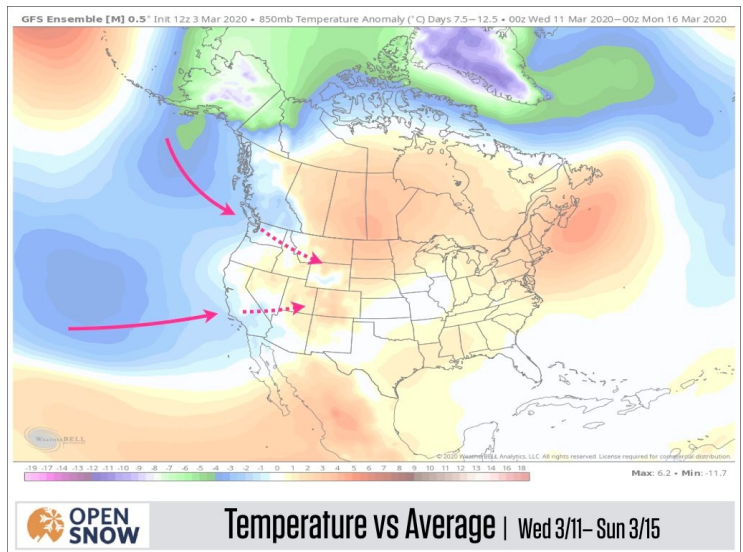 GFS Ensemble [M] 0.5° Init 12z 3 Mar 2020 • 850mb Temperature Anomaly (°C) Days 7.5−12.5 • 00z Wed 11 Mar 2020−00z Mon 16 Mar 2020
WeatherBELL
© 2020 WeatherBELL Analytics, LLC. All rights reserved. License required for commercial distribution.
-19 -17 -14 -13 -12 -11 -10 -9 -8 -7 -6 -5 -4 -3 -2 -1 0 1 2 3 4 5 6 7 8 9 10 11 12 13 14 16 18
Max: 6.2 • Min: -11.7
OPEN
SNOW
Temperature vs Average | Wed 3/11– Sun 3/15